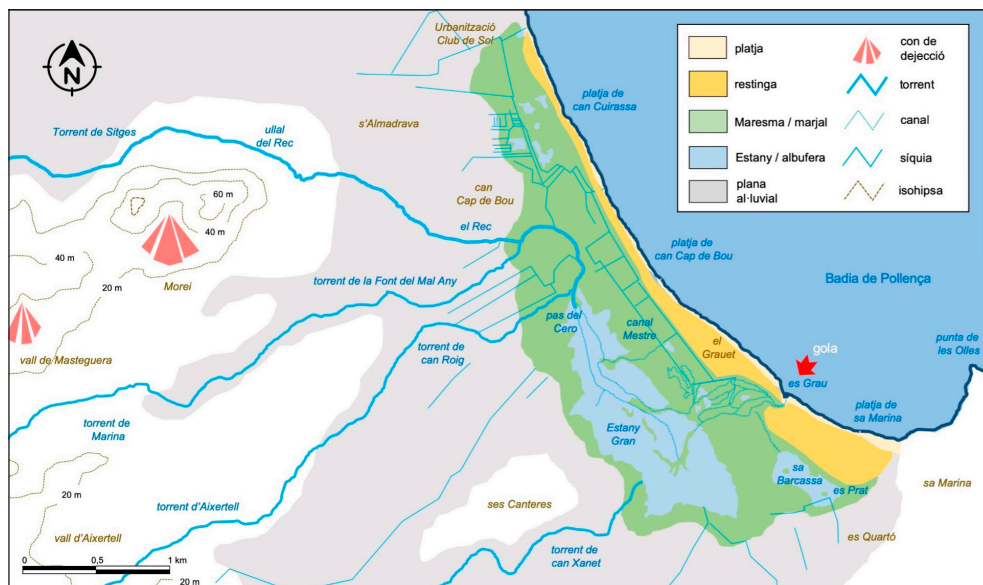 Urbanització
Club de Sol
N
Torrent de Sitges
ullal
del Rec
s'Almadrava
platja de
can Cuirassa
platja
restinga
Maresma / marjal
Estany / albufera
plana
al·luvial
con de
dejecció
torrent
canal
síquia
isohipsa
60 m
40 m
40 m
20 m
Morei
can
Cap de Bou
el Rec
torrent de la Font del Mal Any
platja de
can Cap de Bou
Badia de Pollença
vall de Masteguera
pas del
Cero
canal
Mestre
el
Grauet
gola
es Grau
punta de
les Olles
torrent de
can Roig
platja de
sa Marina
torrent de
Marina
Estany
Gran
sa
Barcassa
es Prat
sa Marina
20 m
torrent d'Aixertell
ses Canteres
vall d'Aixertell
es Quartó
torrent de
can Xanet
0
0,5
1 km
20 m